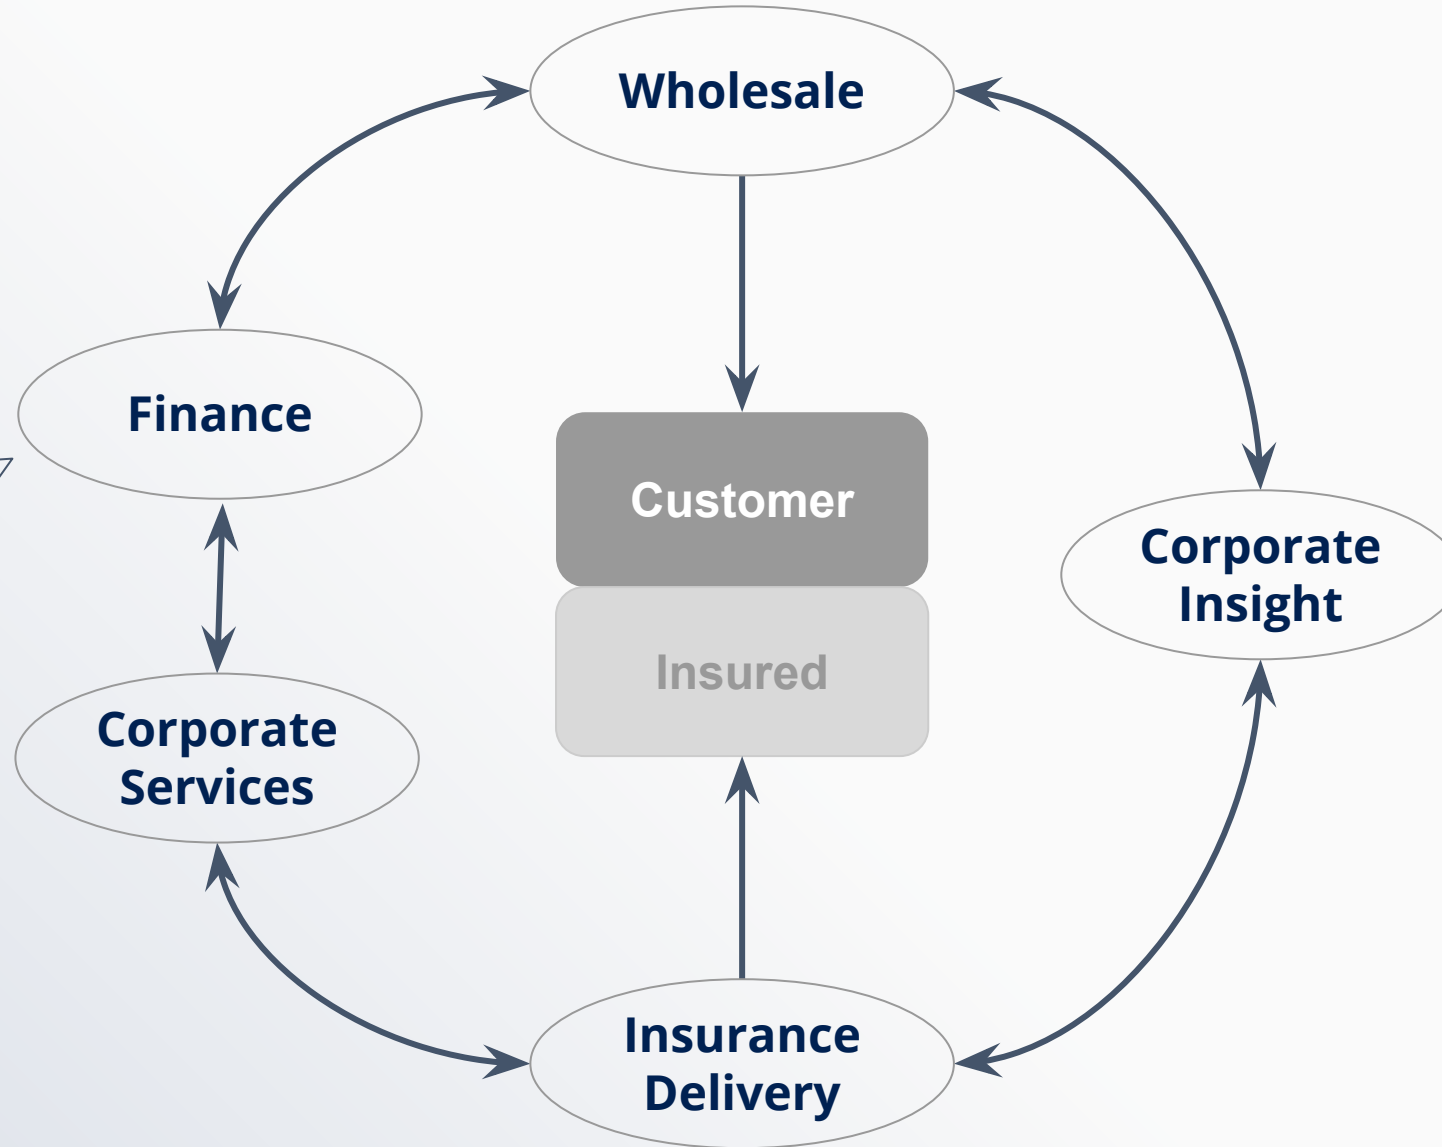 Wholesale
Finance
Customer
Corporate
Insight
Insured
Corporate
Services
Insurance
Delivery